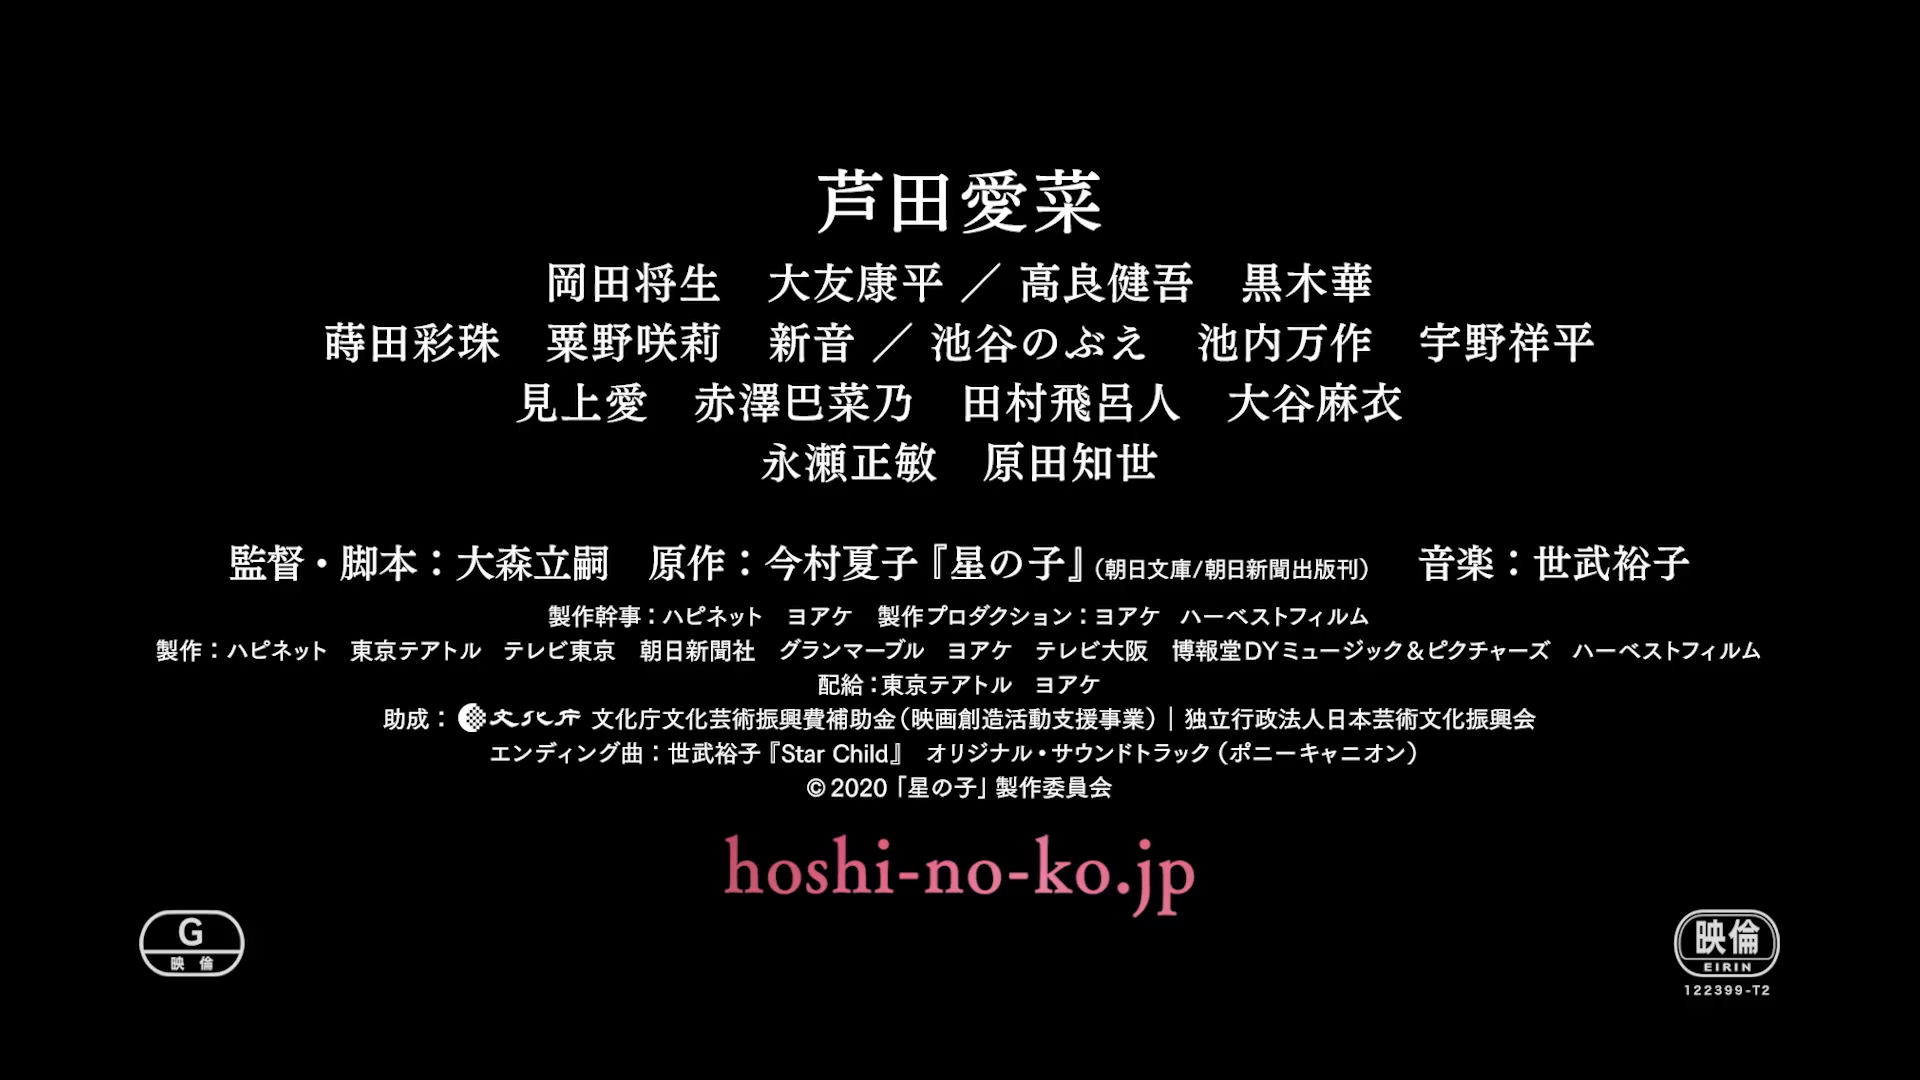 芦田愛菜
岡田将生　大友康平 ／ 高良健吾　黒木華
蒔田彩珠　粟野咲莉　新音 ／ 池谷のぶえ　池内万作　宇野祥平
見上愛　赤澤巴菜乃　田村飛呂人　大谷麻衣
永瀬正敏　原田知世
監督・脚本：大森立嗣　原作：今村夏子『星の子』（朝日文庫/朝日新聞出版刊）　音楽：世武裕子
製作幹事：ハピネット　ヨアケ　製作プロダクション：ヨアケ　ハーベストフィルム
製作：ハピネット　東京テアトル　テレビ東京　朝日新聞社　グランマーブル　ヨアケ　テレビ大阪　博報堂DYミュージック＆ピクチャーズ　ハーベストフィルム
配給：東京テアトル　ヨアケ
助成：文化庁 文化庁文化芸術振興費補助金（映画創造活動支援事業）｜独立行政法人日本芸術文化振興会
エンディング曲：世武裕子『Star Child』　オリジナル・サウンドトラック（ポニーキャニオン）
© 2020「星の子」製作委員会
hoshi-no-ko.jp
G
映倫
映倫
EIRIN
122399-T2